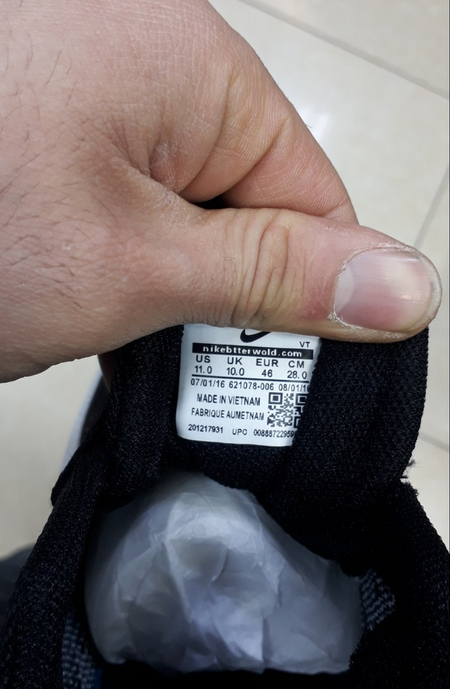 VT
nikebtterwold.com
US UK EUR CM
11.0 10.0 46 28.0
07/01/16 621078-006 08/01/16
MADE IN VIETNAM
FABRIQUE AUMETNAM
201217931 UPC